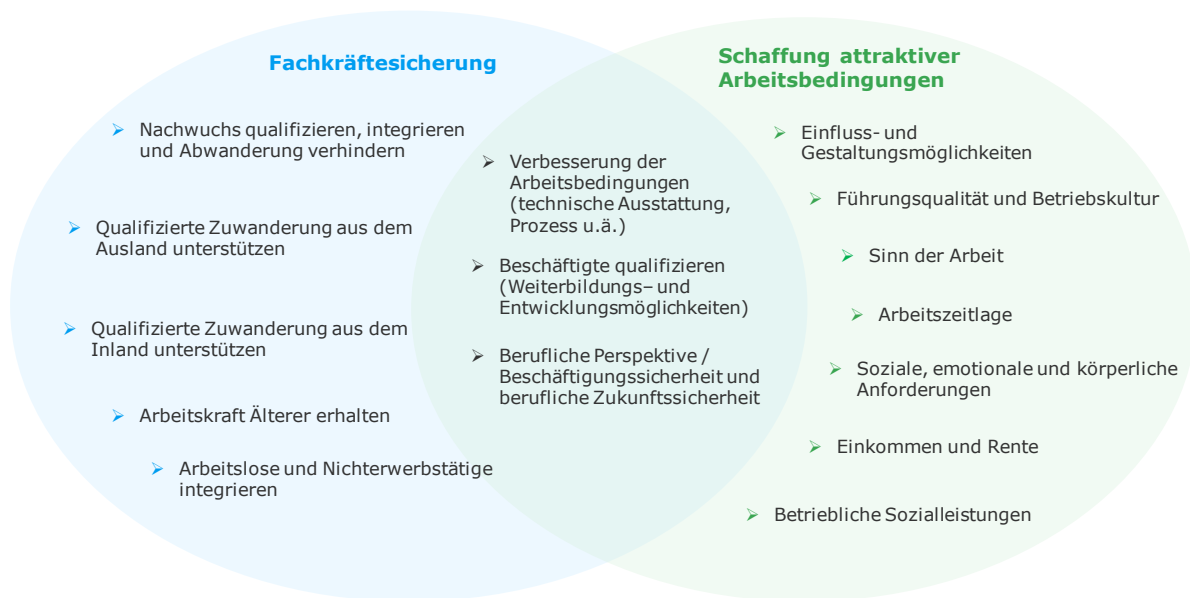 Fachkräftesicherung
➢ Nachwuchs qualifizieren, integrieren
und Abwanderung verhindern
➢ Qualifizierte Zuwanderung aus dem
Ausland unterstützen
➢ Qualifizierte Zuwanderung aus dem
Inland unterstützen
➢ Arbeitskraft Älterer erhalten
➢ Arbeitslose und Nichterwerbstätige
integrieren
➢ Verbesserung der
Arbeitsbedingungen
(technische Ausstattung,
Prozess u.ä.)
➢ Beschäftigte qualifizieren
(Weiterbildungs– und
Entwicklungsmöglichkeiten)
➢ Berufliche Perspektive /
Beschäftigungssicherheit und
berufliche Zukunftssicherheit
Schaffung attraktiver
Arbeitsbedingungen
➢ Einfluss- und
Gestaltungsmöglichkeiten
➢ Führungsqualität und Betriebskultur
➢ Sinn der Arbeit
➢ Arbeitszeitlage
➢ Soziale, emotionale und körperliche
Anforderungen
➢ Einkommen und Rente
➢ Betriebliche Sozialleistungen